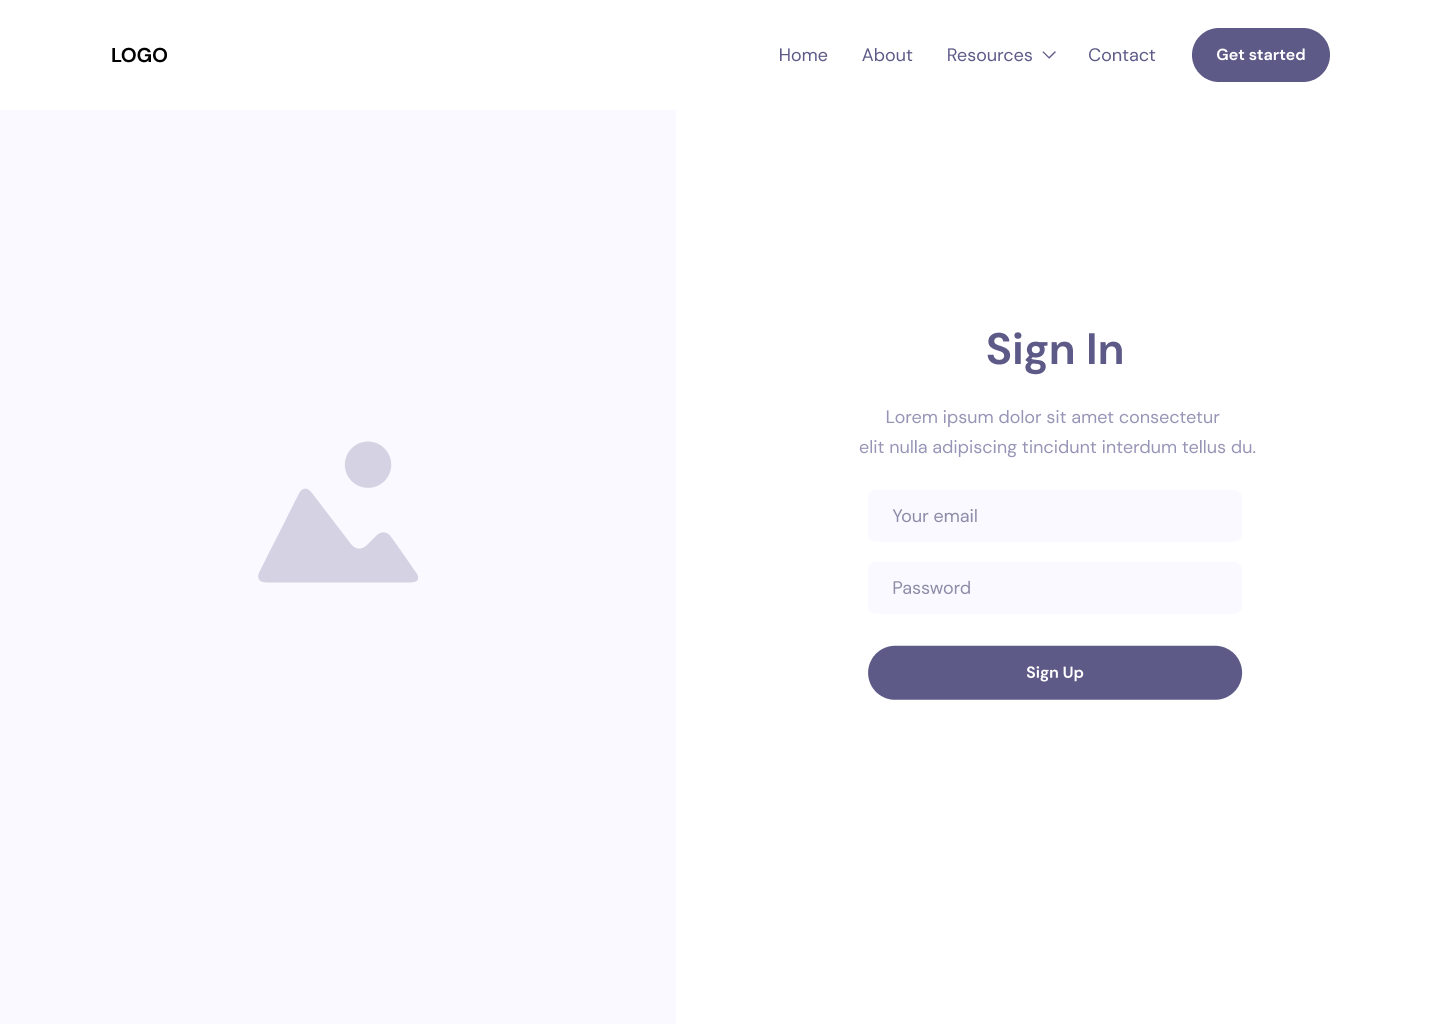 LOGO
Home
About
Resources
Contact
Get started
Sign In
Lorem ipsum dolor sit amet consectetur
elit nulla adipiscing tincidunt interdum tellus du.
Your email
Password
Sign Up